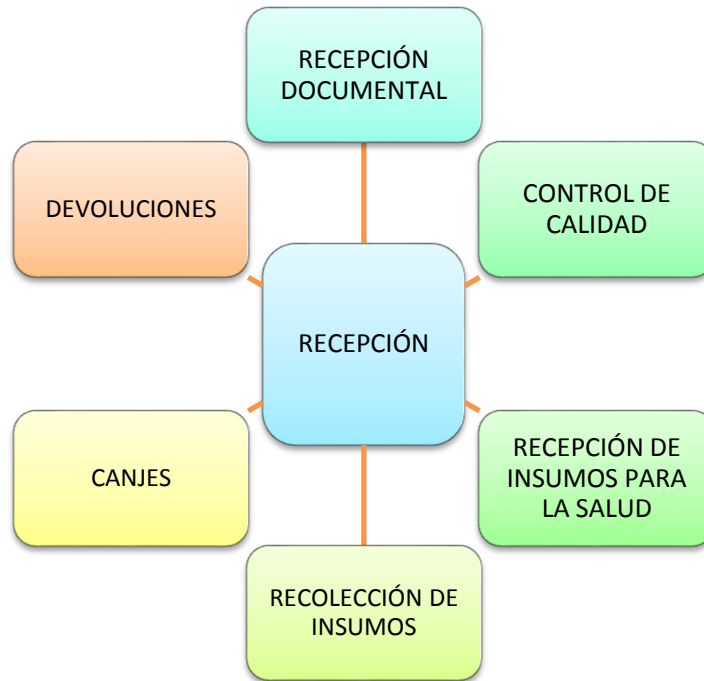 RECEPCIÓN
DOCUMENTAL
DEVOLUCIONES
CONTROL DE
CALIDAD
RECEPCIÓN
CANJES
RECEPCIÓN DE
INSUMOS PARA
LA SALUD
RECOLECCIÓN DE
INSUMOS